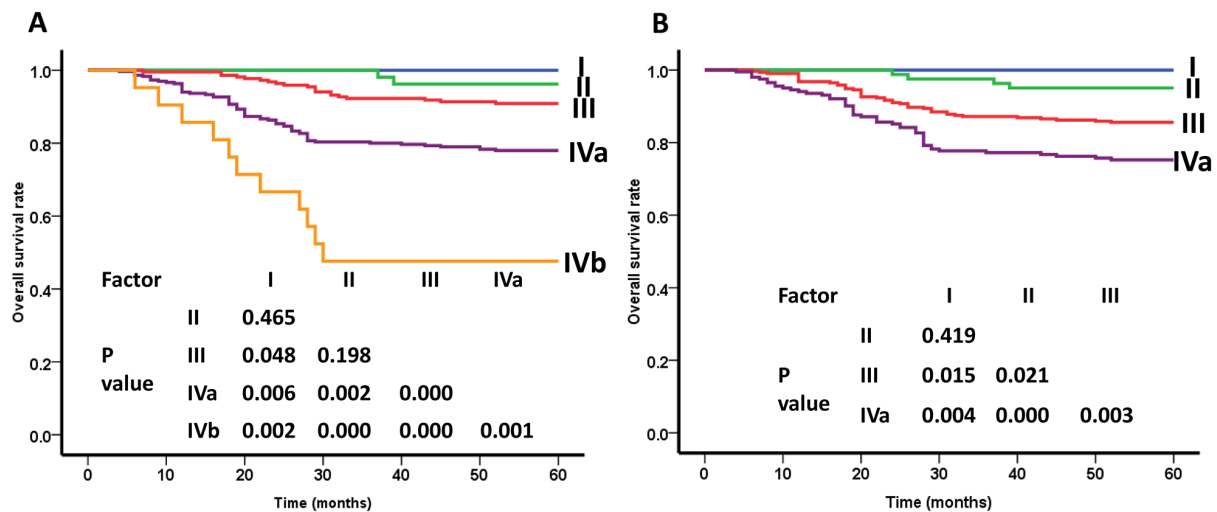 A
1.0
0.8
0.6
0.4
0.2
0.0
Overall survival rate
I
II
III
IVa
IVb
Factor I II III IVa
II 0.465
P value
III 0.048 0.198
IVa 0.006 0.002 0.000
IVb 0.002 0.000 0.000 0.001
0 10 20 30 40 50 60
Time (months)
B
1.0
0.8
0.6
0.4
0.2
0.0
Overall survival rate
I
II
III
IVa
Factor I II III
II 0.419
P value
III 0.015 0.021
IVa 0.004 0.000 0.003
0 10 20 30 40 50 60
Time (months)